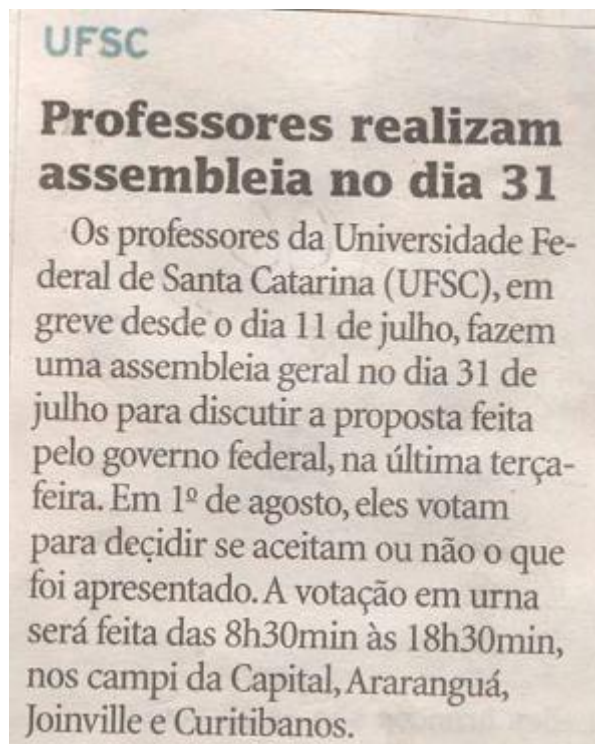 UFSC
Professores realizam
assembleia no dia 31
Os professores da Universidade Fe-
deral de Santa Catarina (UFSC), em
greve desde o dia 11 de julho, fazem
uma assembleia geral no dia 31 de
julho para discutir a proposta feita
pelo governo federal, na última terça-
feira. Em 1º de agosto, eles votam
para decidir se aceitam ou não o que
foi apresentado. A votação em urna
será feita das 8h30min às 18h30min,
nos campi da Capital, Araranguá,
Joinville e Curitibanos.